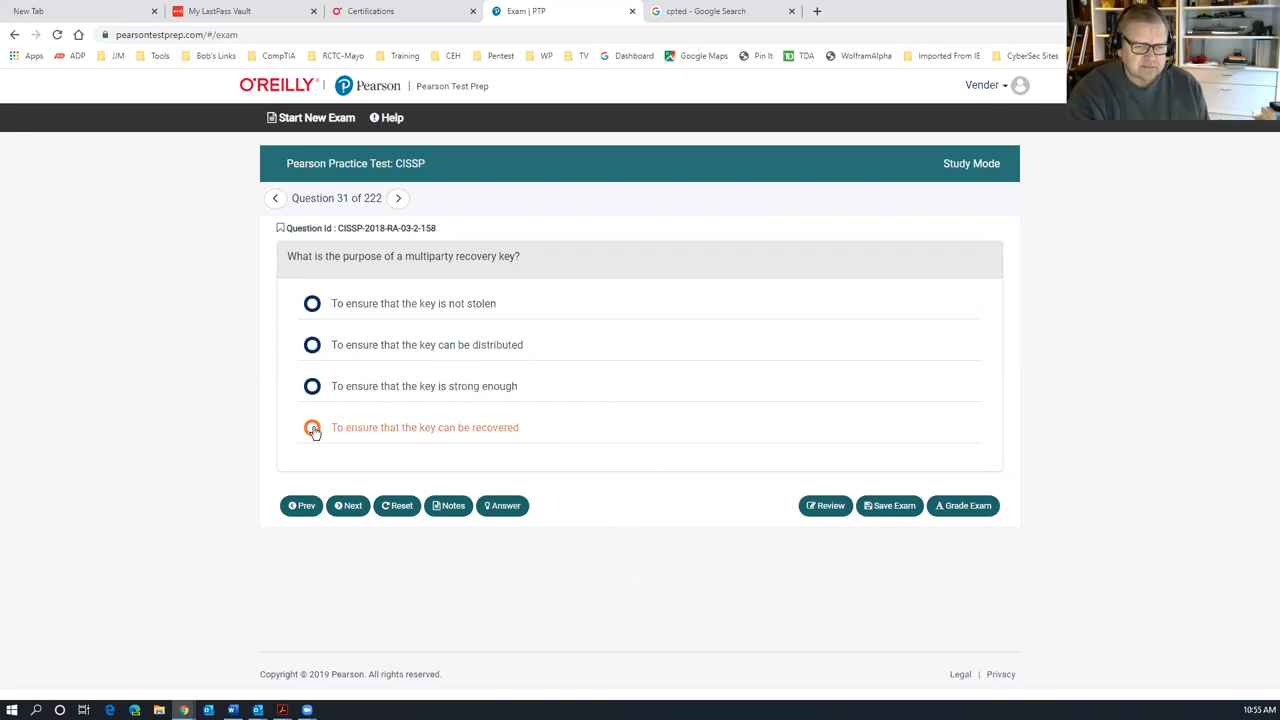 New Tab
My LastPass Vault
Certifications
Exam | PTP
cpted - Google Search
pearsontestprep.com/#/exam
Apps ADP JJM Tools Bob's Links CompTIA RCTC-Mayo Training CEH Pentest WP TV Dashboard Google Maps Pin It TDA WolframAlpha Imported From IE CyberSec Sites
O'REILLY Pearson | Pearson Test Prep
Vender
Start New Exam Help
Pearson Practice Test: CISSP
Study Mode
Question 31 of 222
Question Id : CISSP-2018-RA-03-2-158
What is the purpose of a multiparty recovery key?
To ensure that the key is not stolen
To ensure that the key can be distributed
To ensure that the key is strong enough
To ensure that the key can be recovered
Prev Next Reset Notes Answer Review Save Exam Grade Exam
Copyright © 2019 Pearson. All rights reserved.
Legal | Privacy
10:55 AM